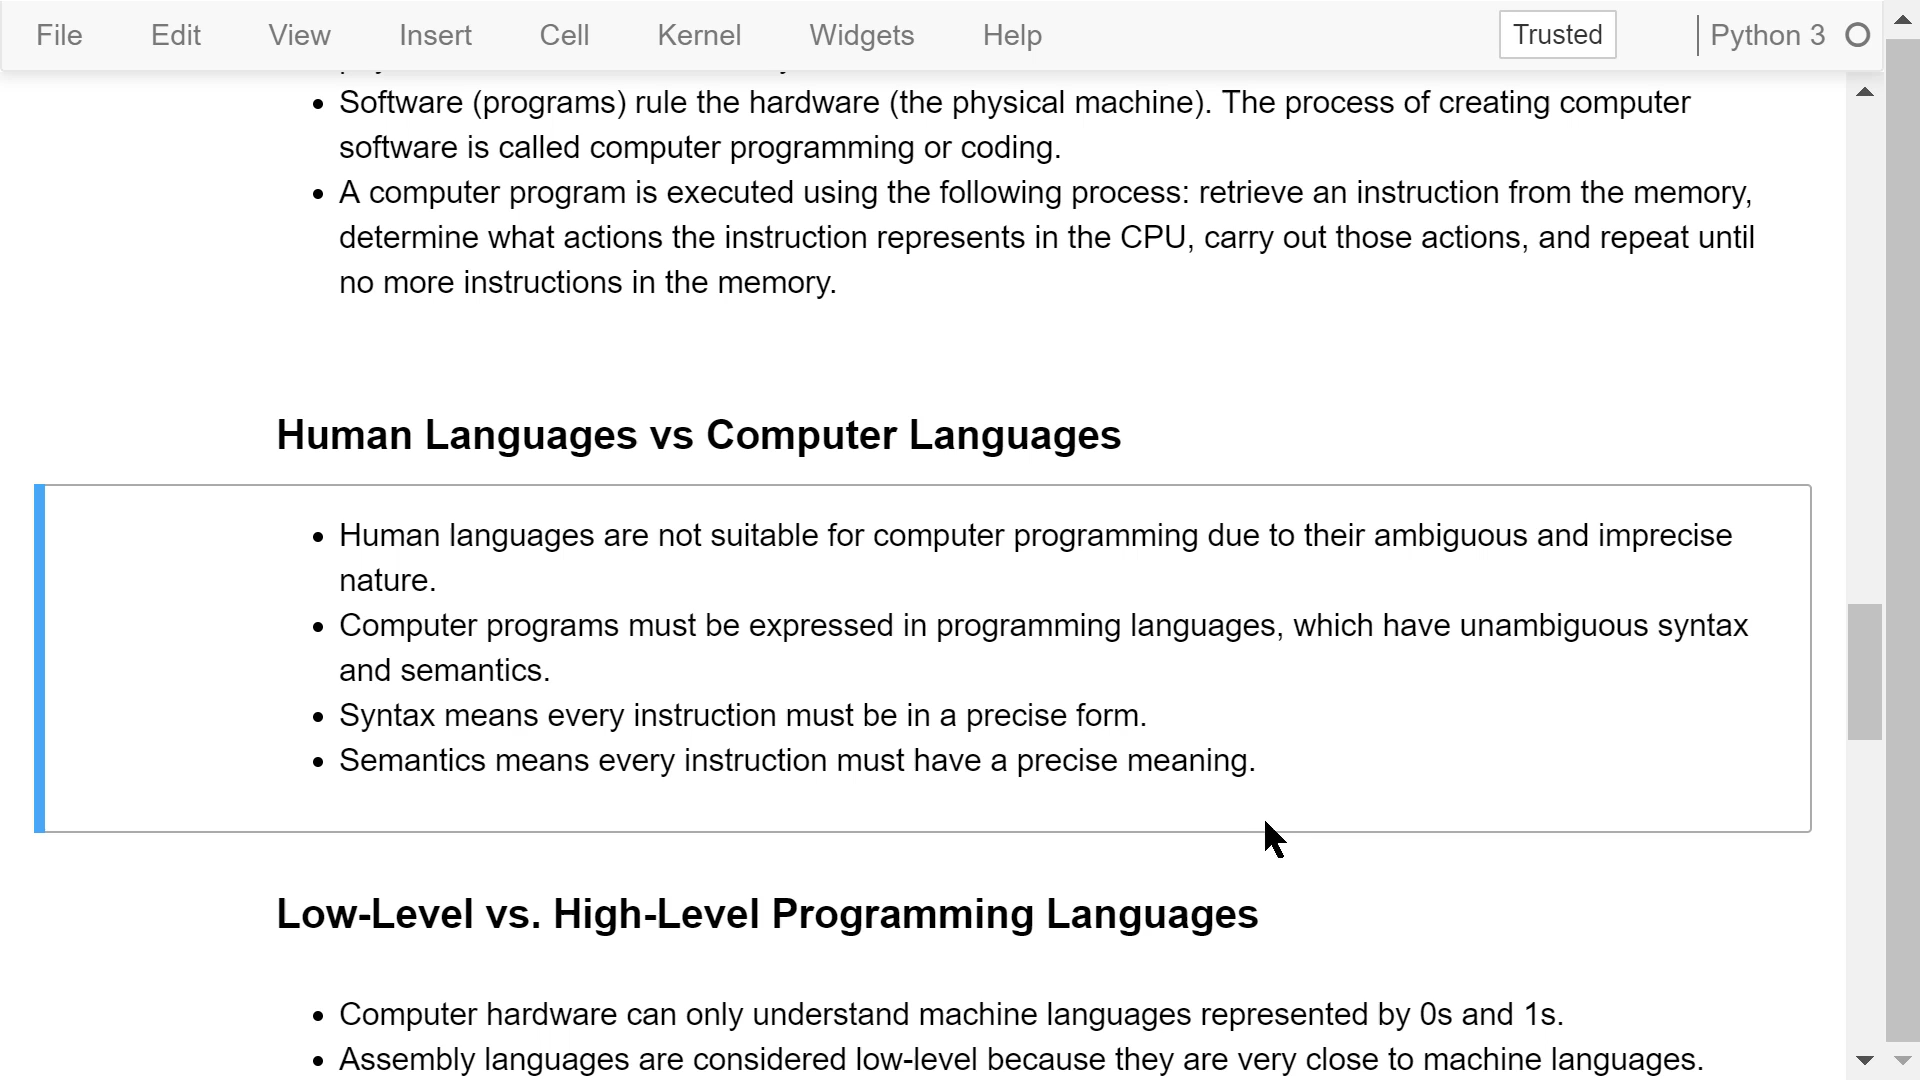 File Edit View Insert Cell Kernel Widgets Help Trusted Python 3
• Software (programs) rule the hardware (the physical machine). The process of creating computer
software is called computer programming or coding.
• A computer program is executed using the following process: retrieve an instruction from the memory,
determine what actions the instruction represents in the CPU, carry out those actions, and repeat until
no more instructions in the memory.
Human Languages vs Computer Languages
• Human languages are not suitable for computer programming due to their ambiguous and imprecise
nature.
• Computer programs must be expressed in programming languages, which have unambiguous syntax
and semantics.
• Syntax means every instruction must be in a precise form.
• Semantics means every instruction must have a precise meaning.
Low-Level vs. High-Level Programming Languages
• Computer hardware can only understand machine languages represented by 0s and 1s.
• Assembly languages are considered low-level because they are very close to machine languages.